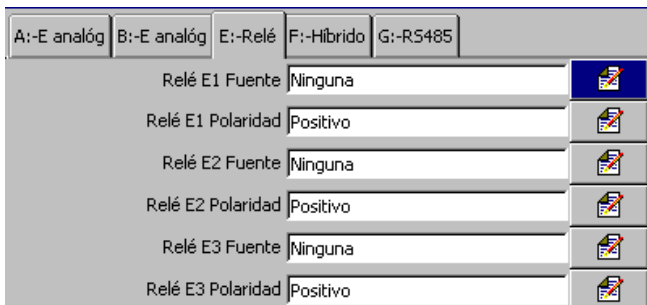 A:-E analóg B:-E analóg E:-Relé F:-Híbrido G:-RS485
Relé E1 Fuente Ninguna
Relé E1 Polaridad Positivo
Relé E2 Fuente Ninguna
Relé E2 Polaridad Positivo
Relé E3 Fuente Ninguna
Relé E3 Polaridad Positivo